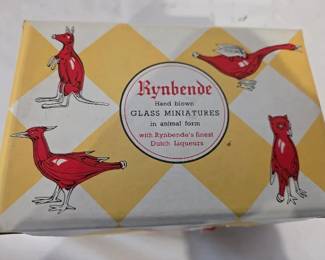 Rynbende
Hand blown
GLASS MINIATURES
in animal form
with Rynbende's finest
Dutch Liqueurs